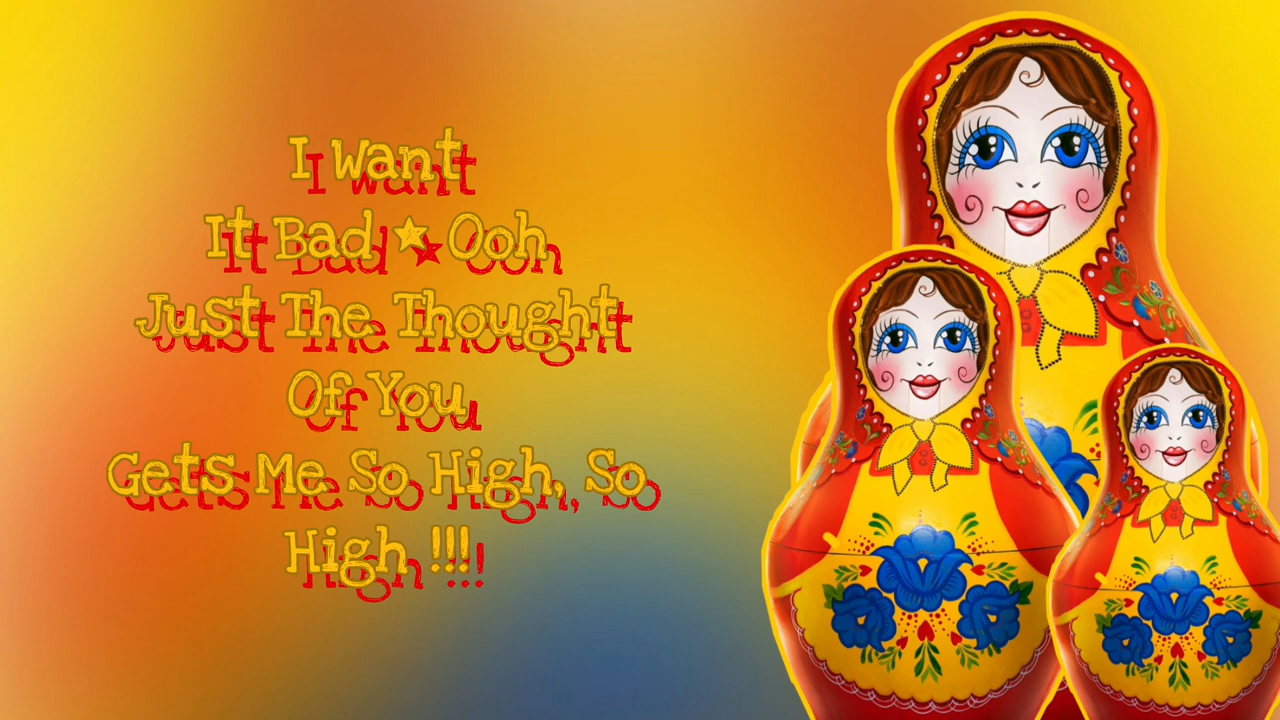 I Want
It Bad ★ Ooh
Just The Thought
Of You
Gets Me So High, So
High !!!